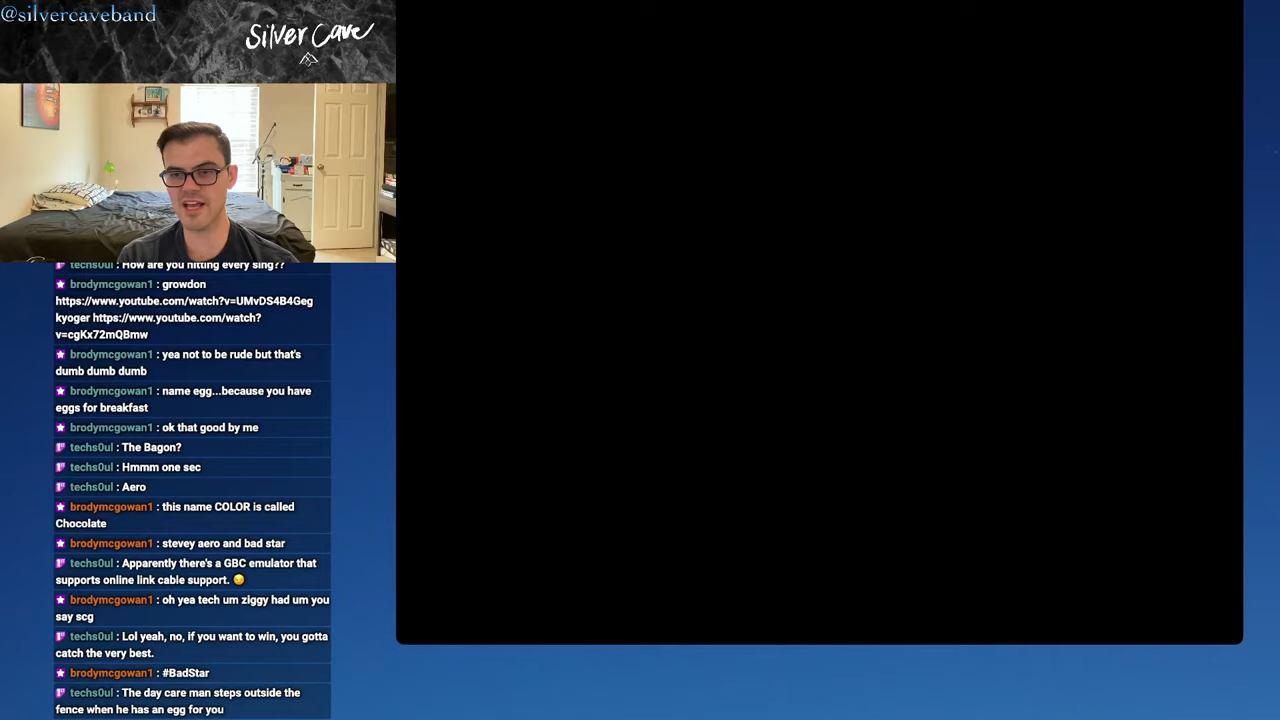 @silvercaveband
Silver Cave
techs0ul : How are you hitting every sing??
brodymcgowan1 : growdon
https://www.youtube.com/watch?v=UMvDS4B4Geg
kyoger https://www.youtube.com/watch?
v=cgKx72mQBmw
brodymcgowan1 : yea not to be rude but that's
dumb dumb dumb
brodymcgowan1 : name egg...because you have
eggs for breakfast
brodymcgowan1 : ok that good by me
techs0ul : The Bagon?
techs0ul : Hmmm one sec
techs0ul : Aero
brodymcgowan1 : this name COLOR is called
Chocolate
brodymcgowan1 : stevey aero and bad star
techs0ul : Apparently there's a GBC emulator that
supports online link cable support. 😏
brodymcgowan1 : oh yea tech um ziggy had um you
say scg
techs0ul : Lol yeah, no, if you want to win, you gotta
catch the very best.
brodymcgowan1 : #BadStar
techs0ul : The day care man steps outside the
fence when he has an egg for you